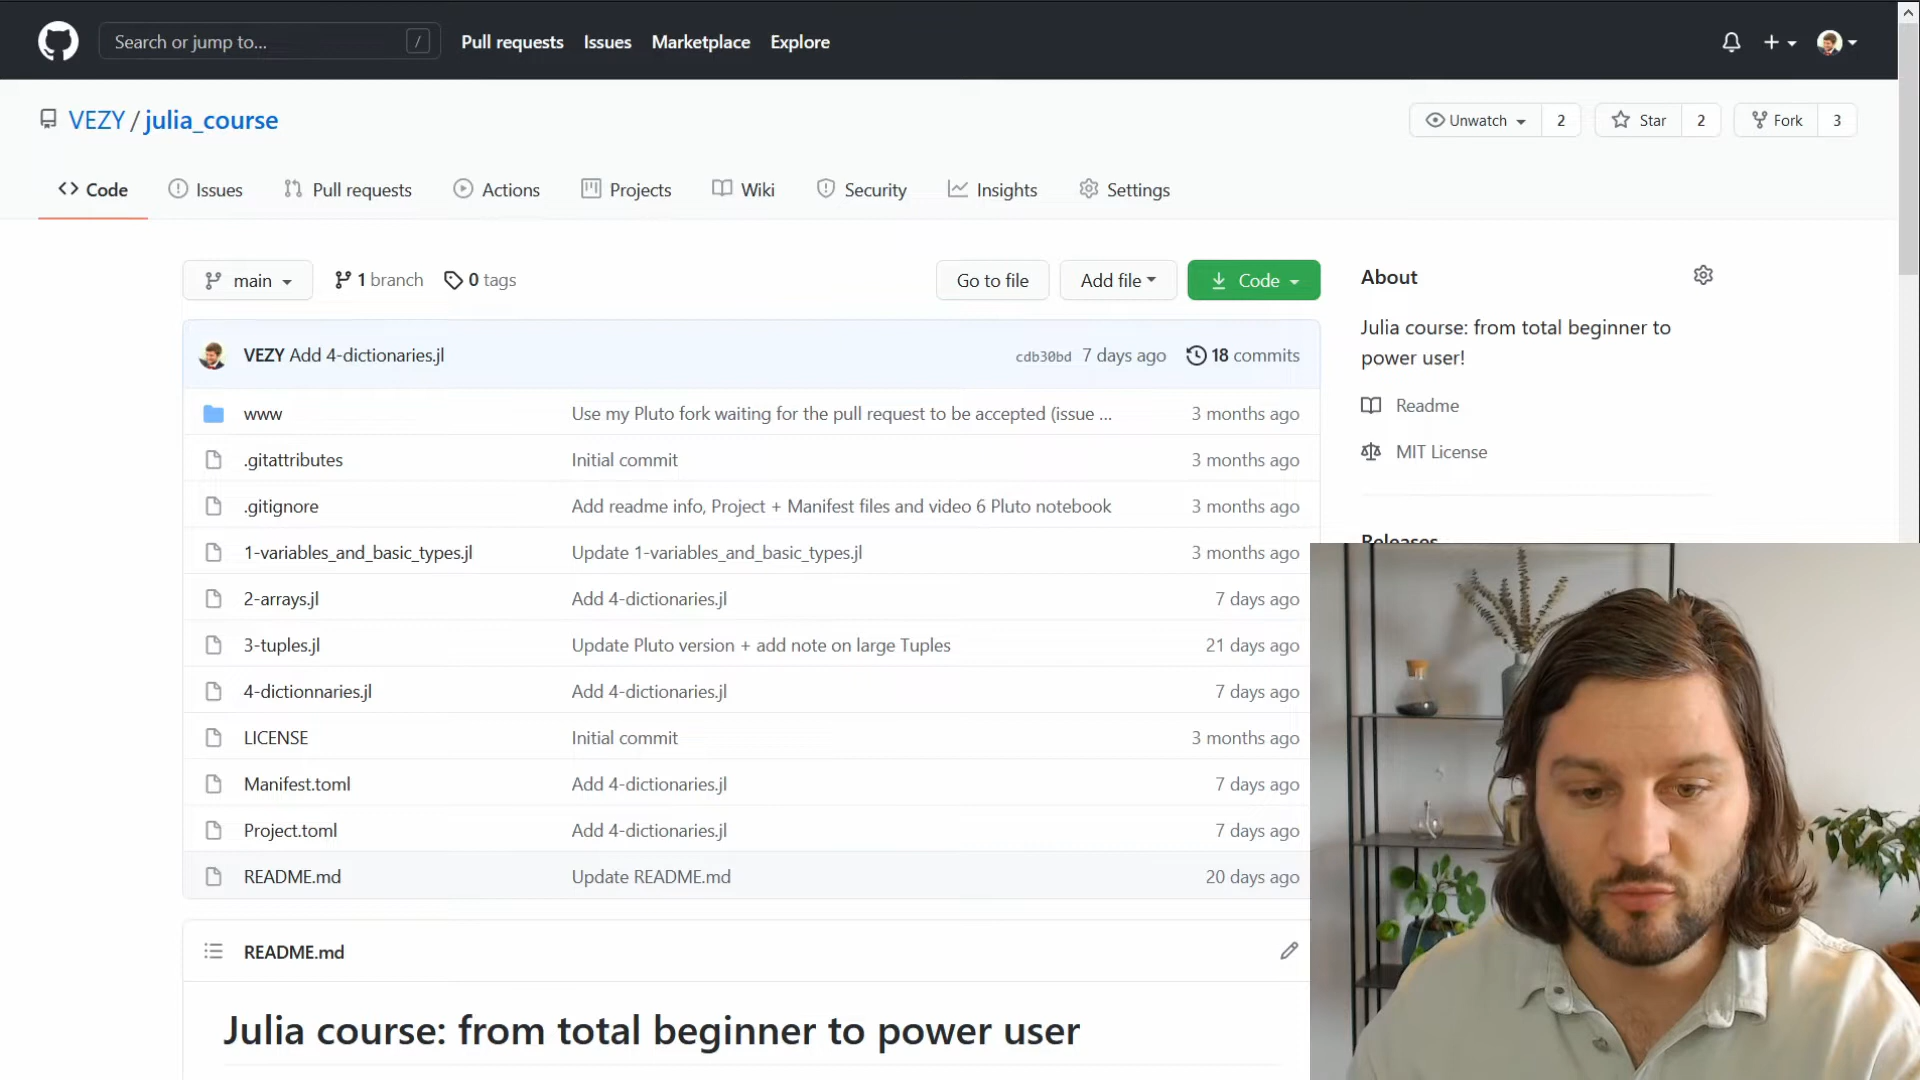 Search or jump to... / Pull requests Issues Marketplace Explore
VEZY / julia_course Unwatch 2 Star 2 Fork 3
Code Issues Pull requests Actions Projects Wiki Security Insights Settings
main 1 branch 0 tags Go to file Add file Code
About
Julia course: from total beginner to
power user!
Readme
MIT License
Releases
VEZY Add 4-dictionaries.jl cdb30bd 7 days ago 18 commits
www Use my Pluto fork waiting for the pull request to be accepted (issue ... 3 months ago
.gitattributes Initial commit 3 months ago
.gitignore Add readme info, Project + Manifest files and video 6 Pluto notebook 3 months ago
1-variables_and_basic_types.jl Update 1-variables_and_basic_types.jl 3 months ago
2-arrays.jl Add 4-dictionaries.jl 7 days ago
3-tuples.jl Update Pluto version + add note on large Tuples 21 days ago
4-dictionnaries.jl Add 4-dictionaries.jl 7 days ago
LICENSE Initial commit 3 months ago
Manifest.toml Add 4-dictionaries.jl 7 days ago
Project.toml Add 4-dictionaries.jl 7 days ago
README.md Update README.md 20 days ago
README.md
Julia course: from total beginner to power user